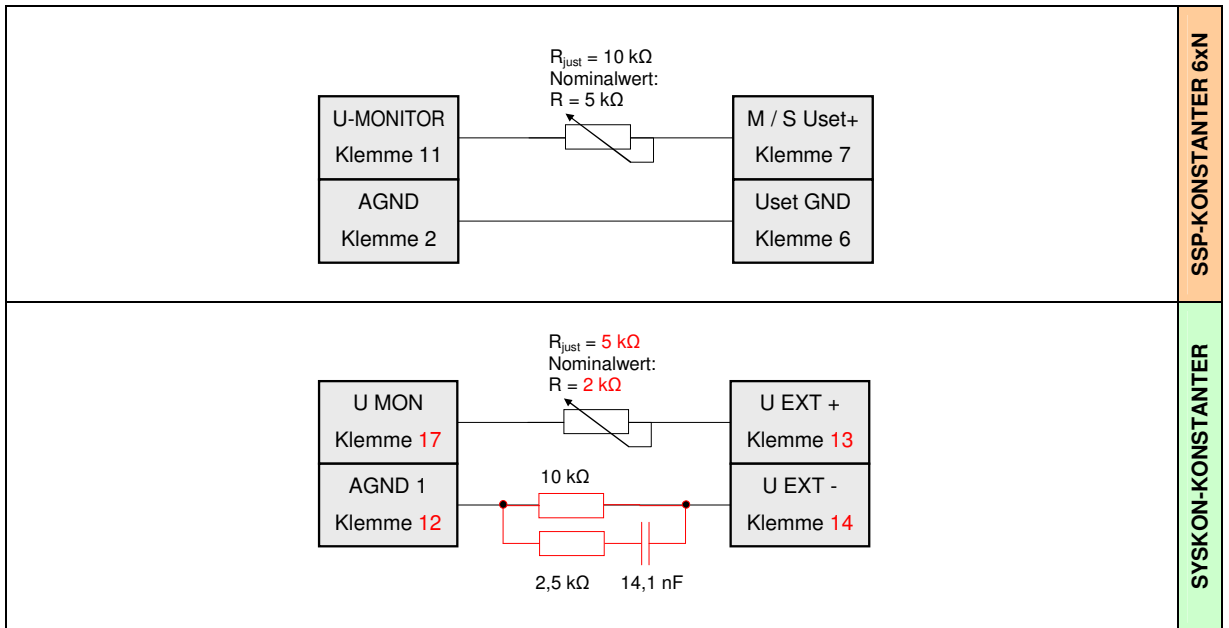 R_just = 10 kΩ
Nominalwert:
R = 5 kΩ
U-MONITOR
Klemme 11
M / S Uset+
Klemme 7
AGND
Klemme 2
Uset GND
Klemme 6
SSP-KONSTANTER 6xN
R_just = 5 kΩ
Nominalwert:
R = 2 kΩ
U MON
Klemme 17
U EXT +
Klemme 13
AGND 1
Klemme 12
10 kΩ
U EXT -
Klemme 14
2,5 kΩ
14,1 nF
SYSKON-KONSTANTER